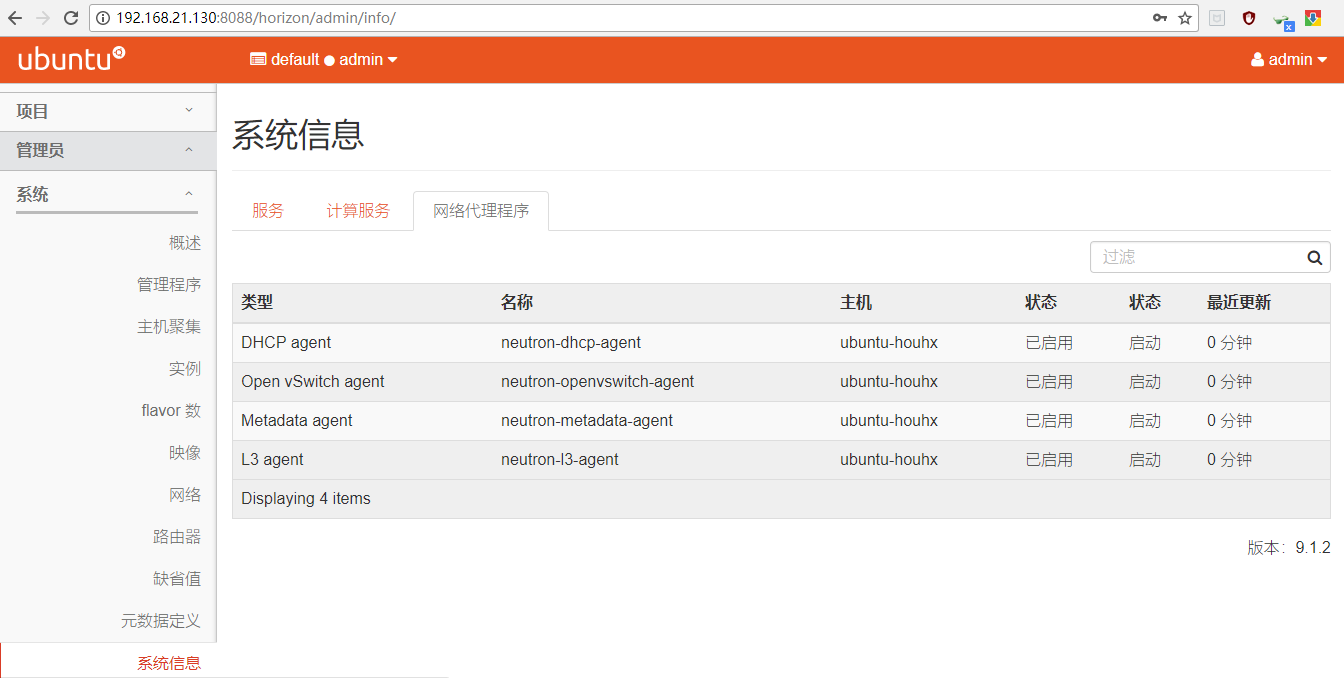 192.168.21.130:8088/horizon/admin/info/
ubuntu
default ● admin
admin
项目
管理员
系统
概述
管理程序
主机聚集
实例
flavor 数
映像
网络
路由器
缺省值
元数据定义
系统信息
系统信息
服务 计算服务 网络代理程序
过滤
类型 名称 主机 状态 状态 最近更新
DHCP agent neutron-dhcp-agent ubuntu-houhx 已启用 启动 0 分钟
Open vSwitch agent neutron-openvswitch-agent ubuntu-houhx 已启用 启动 0 分钟
Metadata agent neutron-metadata-agent ubuntu-houhx 已启用 启动 0 分钟
L3 agent neutron-l3-agent ubuntu-houhx 已启用 启动 0 分钟
Displaying 4 items
版本: 9.1.2